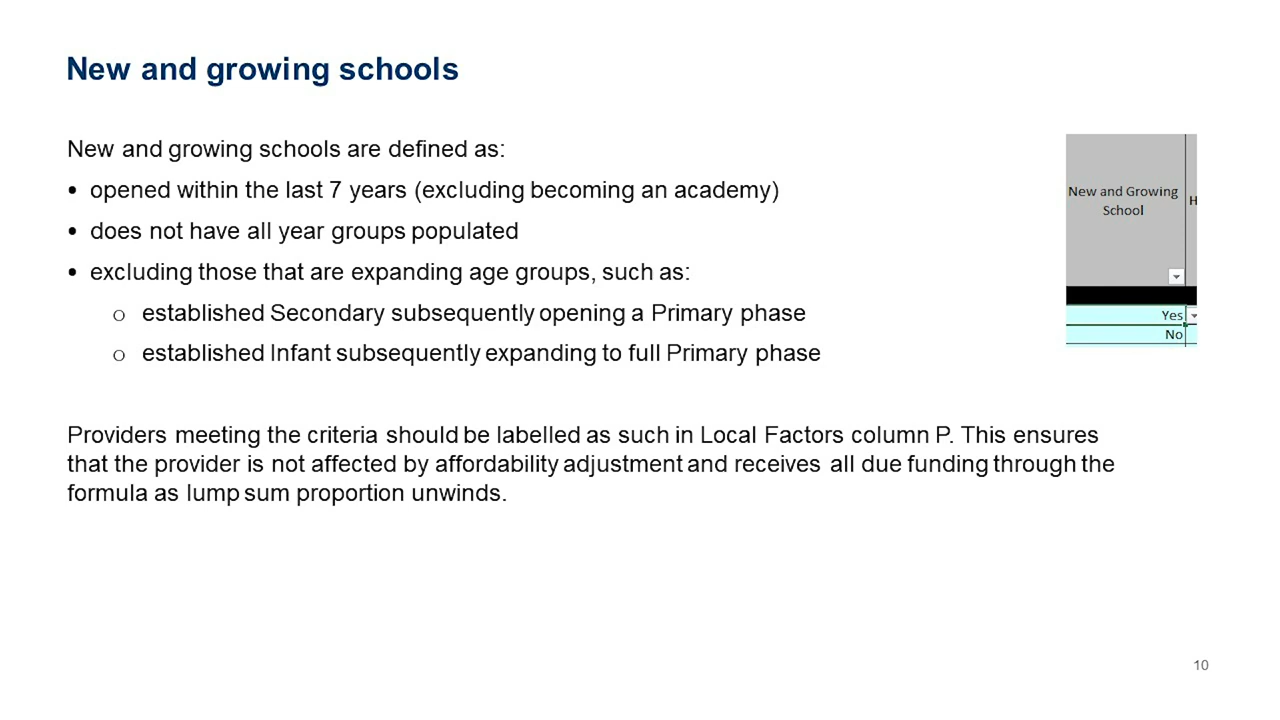 New and growing schools
New and growing schools are defined as:
• opened within the last 7 years (excluding becoming an academy)
• does not have all year groups populated
• excluding those that are expanding age groups, such as:
o established Secondary subsequently opening a Primary phase
o established Infant subsequently expanding to full Primary phase
Providers meeting the criteria should be labelled as such in Local Factors column P. This ensures
that the provider is not affected by affordability adjustment and receives all due funding through the
formula as lump sum proportion unwinds.
New and Growing
School
H
Yes
No
10